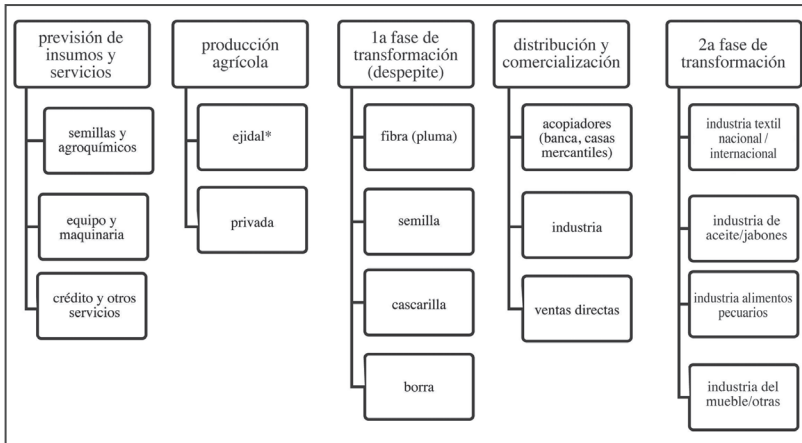 previsión de
insumos y
servicios
semillas y
agroquímicos
equipo y
maquinaria
crédito y otros
servicios
producción
agrícola
ejidal*
privada
1a fase de
transformación
(despepite)
fibra (pluma)
semilla
cascarilla
borra
distribución y
comercialización
acopiadores
(banca, casas
mercantiles)
industria
ventas directas
2a fase de
transformación
industria textil
nacional /
internacional
industria de
aceite/jabones
industria alimentos
pecuarios
industria del
mueble/otras